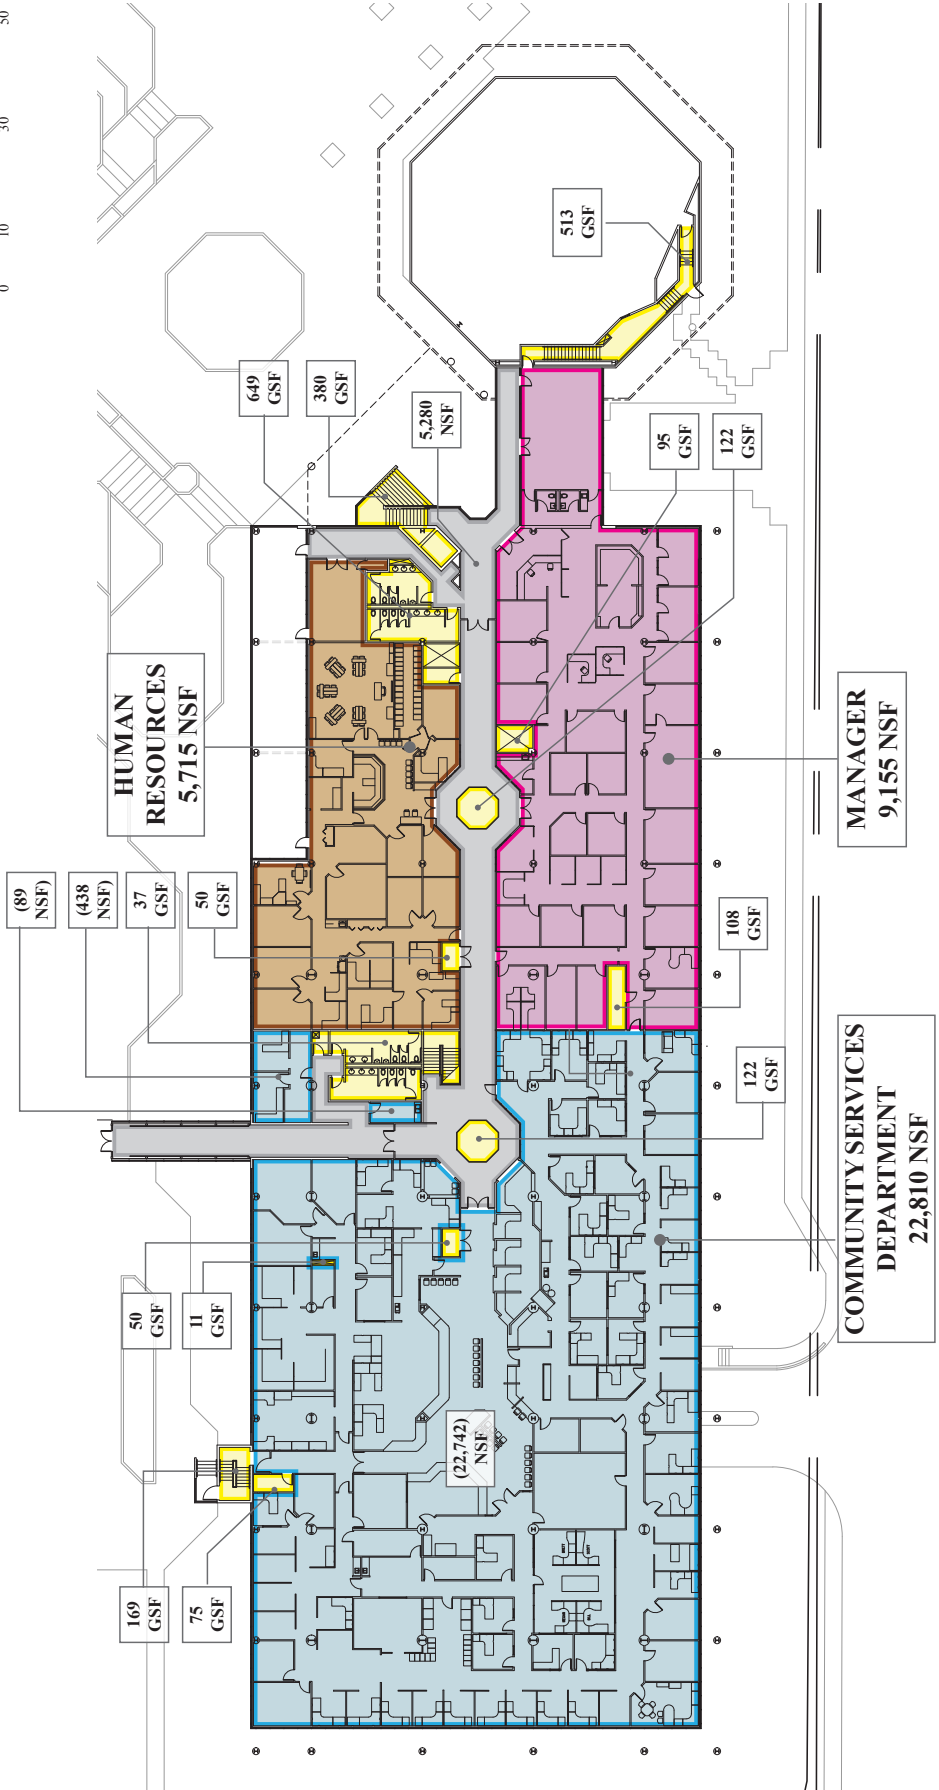 50
30
10
0
513
GSF
649
GSF
380
GSF
5,280
NSF
95
GSF
122
GSF
HUMAN
RESOURCES
5,715 NSF
MANAGER
9,155 NSF
(89
NSF)
(438
NSF)
37
GSF
50
GSF
108
GSF
122
GSF
COMMUNITY SERVICES
DEPARTMENT
22,810 NSF
50
GSF
11
GSF
(22,742)
NSF
169
GSF
75
GSF